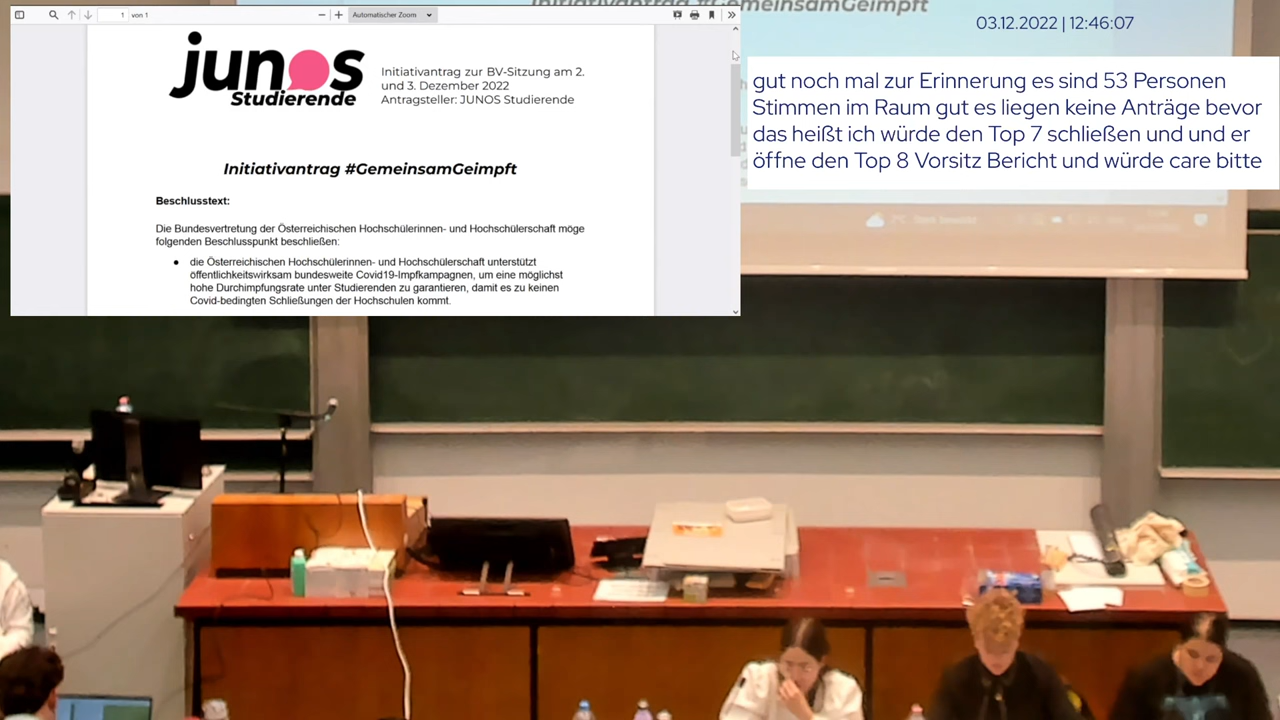 1 von 1
Automatischer Zoom
junos
Studierende
Initiativantrag zur BV-Sitzung am 2.
und 3. Dezember 2022
Antragsteller: JUNOS Studierende
Initiativantrag #GemeinsamGeimpft
Beschlusstext:
Die Bundesvertretung der Österreichischen Hochschülerinnen- und Hochschülerschaft möge
folgenden Beschlusspunkt beschließen:
● die Österreichischen Hochschülerinnen- und Hochschülerschaft unterstützt
öffentlichkeitswirksam bundesweite Covid19-Impfkampagnen, um eine möglichst
hohe Durchimpfungsrate unter Studierenden zu garantieren, damit es zu keinen
Covid-bedingten Schließungen der Hochschulen kommt.
Initiativantrag #GemeinsamGeimpft
03.12.2022 | 12:46:07
gut noch mal zur Erinnerung es sind 53 Personen
Stimmen im Raum gut es liegen keine Anträge bevor
das heißt ich würde den Top 7 schließen und und er
öffne den Top 8 Vorsitz Bericht und würde care bitte